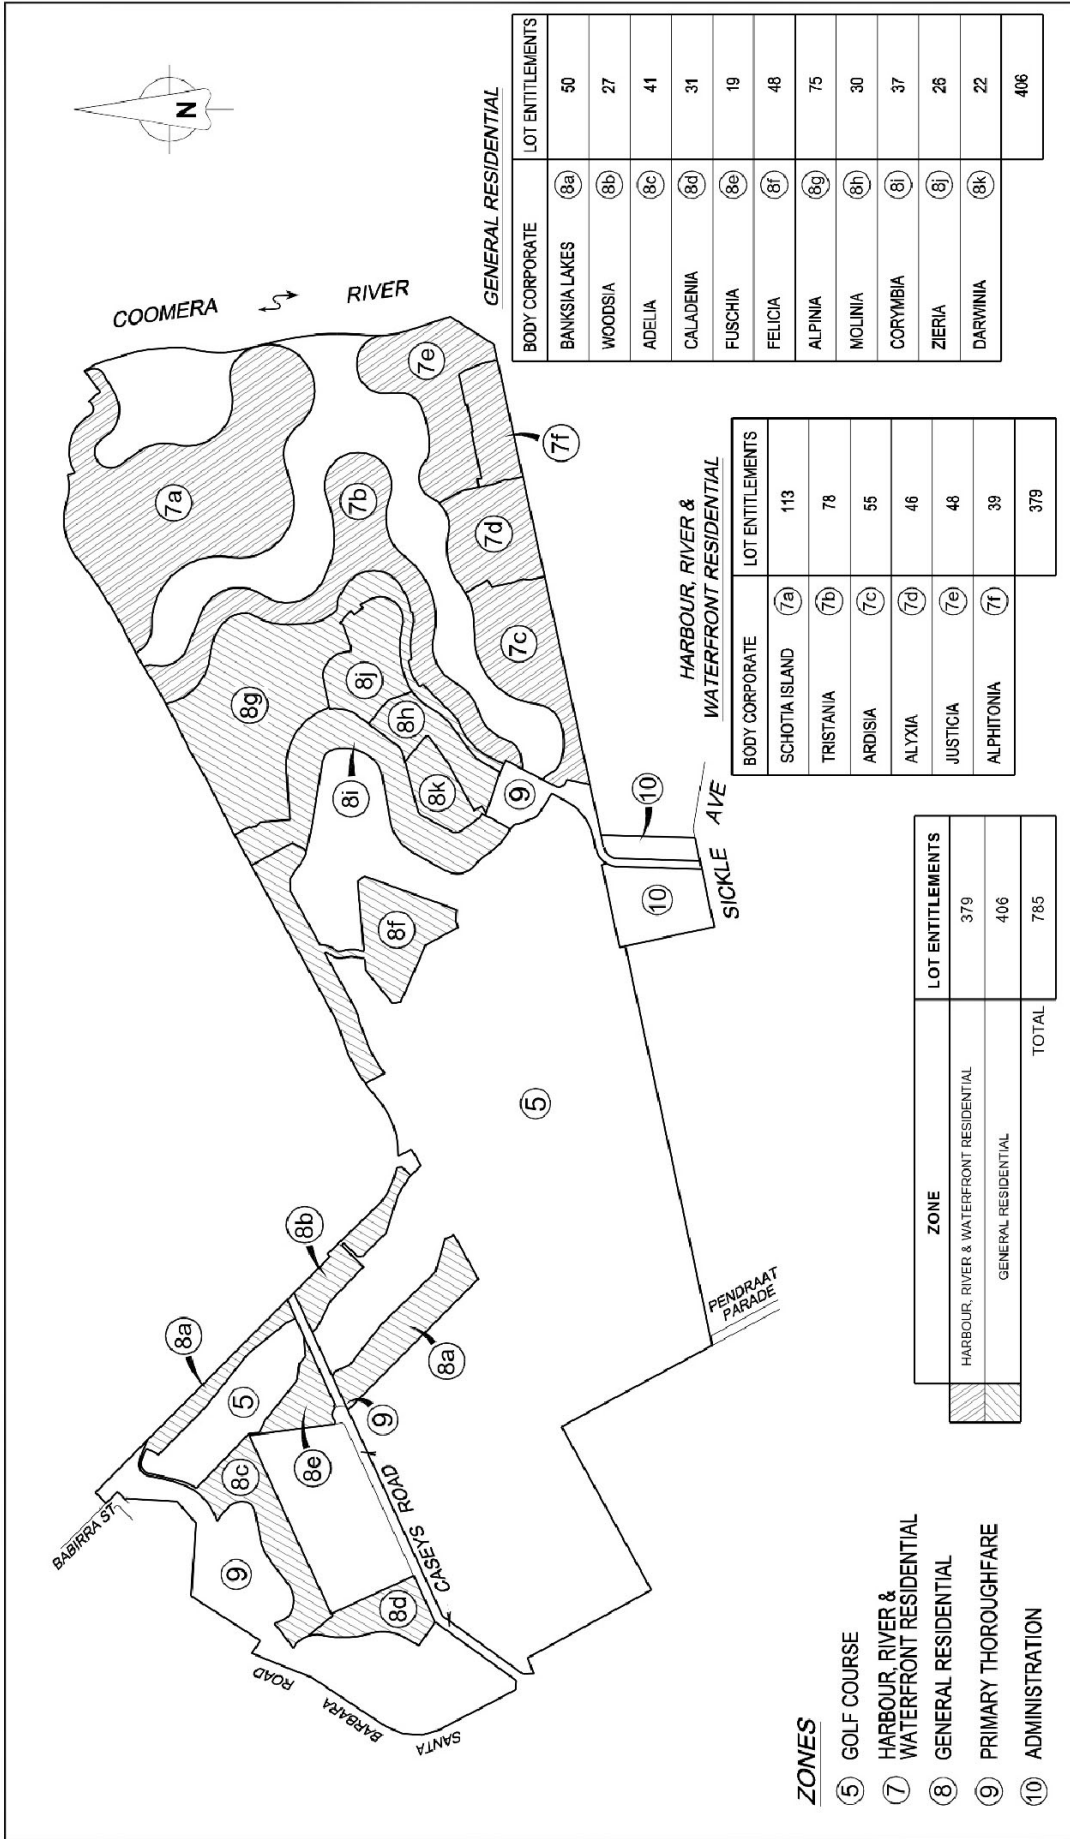 N
COOMERA RIVER
7a
7b
7c
7d
7e
7f
8g
8j
8h
8i
8k
9
8f
10
10
SICKLE AVE
5
8b
8a
8a
5
9
8c
8e
9
8d
BABIRRA ST
CASEYS ROAD
SANTA BARBARA ROAD
PENDRAAT
PARADE
GENERAL RESIDENTIAL
BODY CORPORATE LOT ENTITLEMENTS
BANKSIA LAKES 8a 50
WOODSIA 8b 27
ADELIA 8c 41
CALADENIA 8d 31
FUSCHIA 8e 19
FELICIA 8f 48
ALPINIA 8g 75
MOLINIA 8h 30
CORYMBIA 8i 37
ZIERIA 8j 26
DARWINIA 8k 22
406
HARBOUR, RIVER &
WATERFRONT RESIDENTIAL
BODY CORPORATE LOT ENTITLEMENTS
SCHOTIA ISLAND 7a 113
TRISTANIA 7b 78
ARDISIA 7c 55
ALYXIA 7d 46
JUSTICIA 7e 48
ALPHITONIA 7f 39
379
ZONE LOT ENTITLEMENTS
HARBOUR, RIVER & WATERFRONT RESIDENTIAL 379
GENERAL RESIDENTIAL 406
TOTAL 785
ZONES
5 GOLF COURSE
7 HARBOUR, RIVER &
WATERFRONT RESIDENTIAL
8 GENERAL RESIDENTIAL
9 PRIMARY THOROUGHFARE
10 ADMINISTRATION